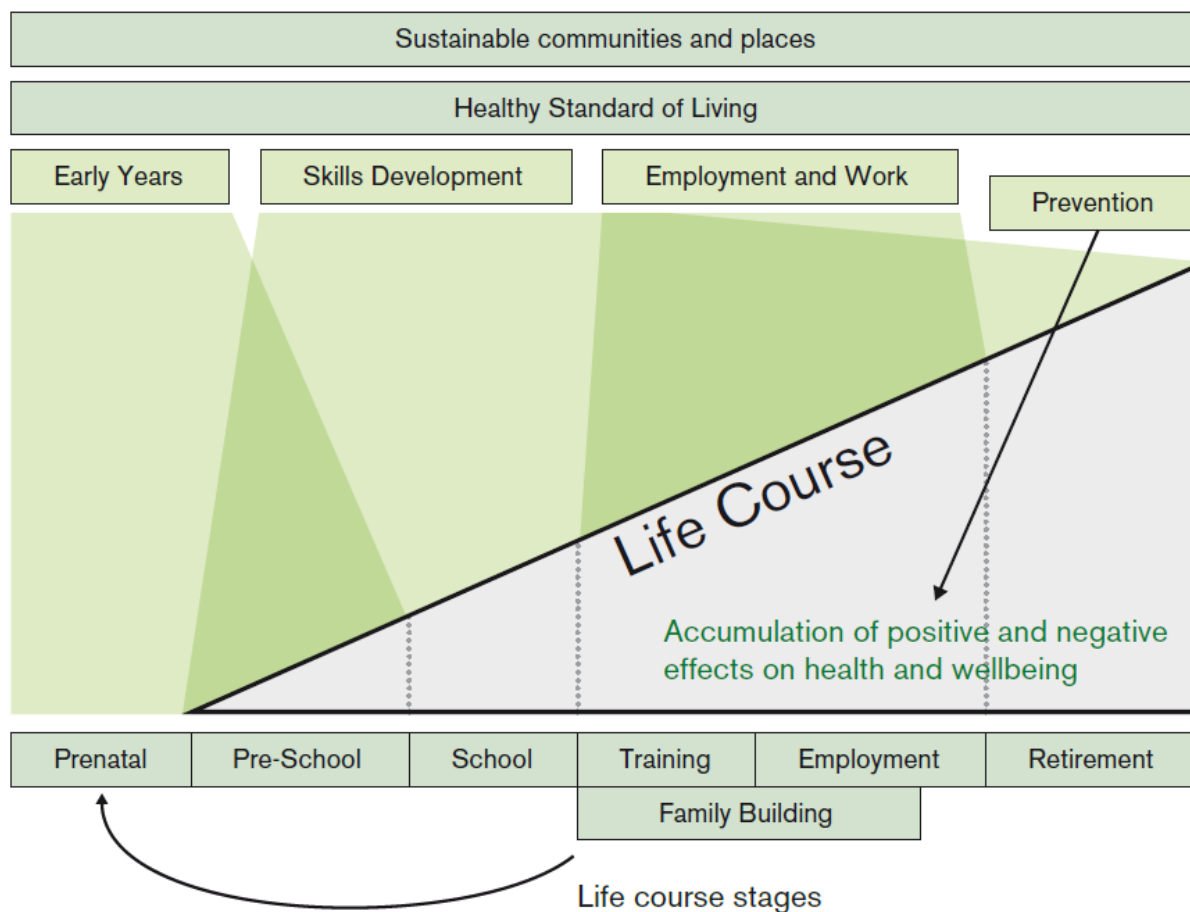 Sustainable communities and places
Healthy Standard of Living
Early Years
Skills Development
Employment and Work
Prevention
Life Course
Accumulation of positive and negative
effects on health and wellbeing
Prenatal
Pre-School
School
Training
Employment
Retirement
Family Building
Life course stages